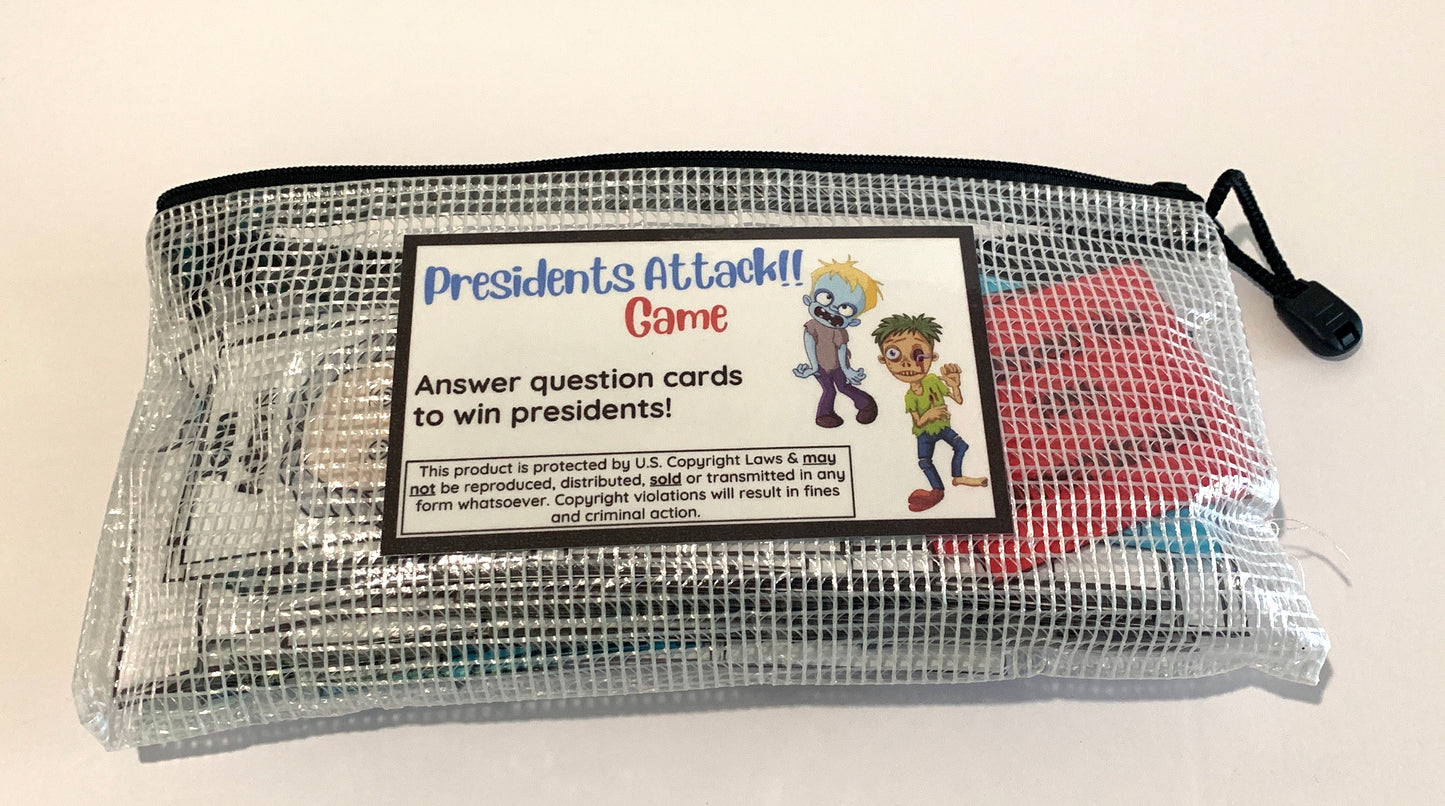 Presidents Attack!!
Game
Answer question cards
to win presidents!
This product is protected by U.S. Copyright Laws & may
not be reproduced, distributed, sold or transmitted in any
form whatsoever. Copyright violations will result in fines
and criminal action.